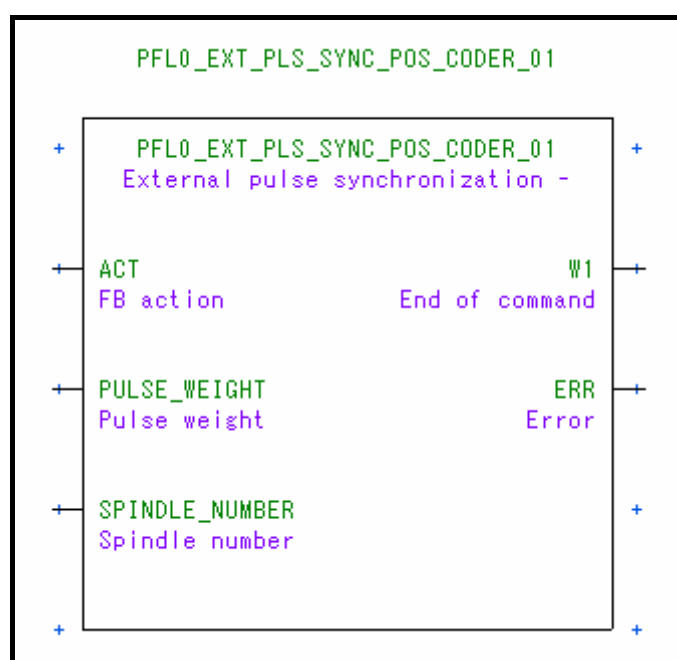 PFL0_EXT_PLS_SYNC_POS_CODER_01
PFL0_EXT_PLS_SYNC_POS_CODER_01
External pulse synchronization -
ACT
W1
FB action
End of command
PULSE_WEIGHT
ERR
Pulse weight
Error
SPINDLE_NUMBER
Spindle number